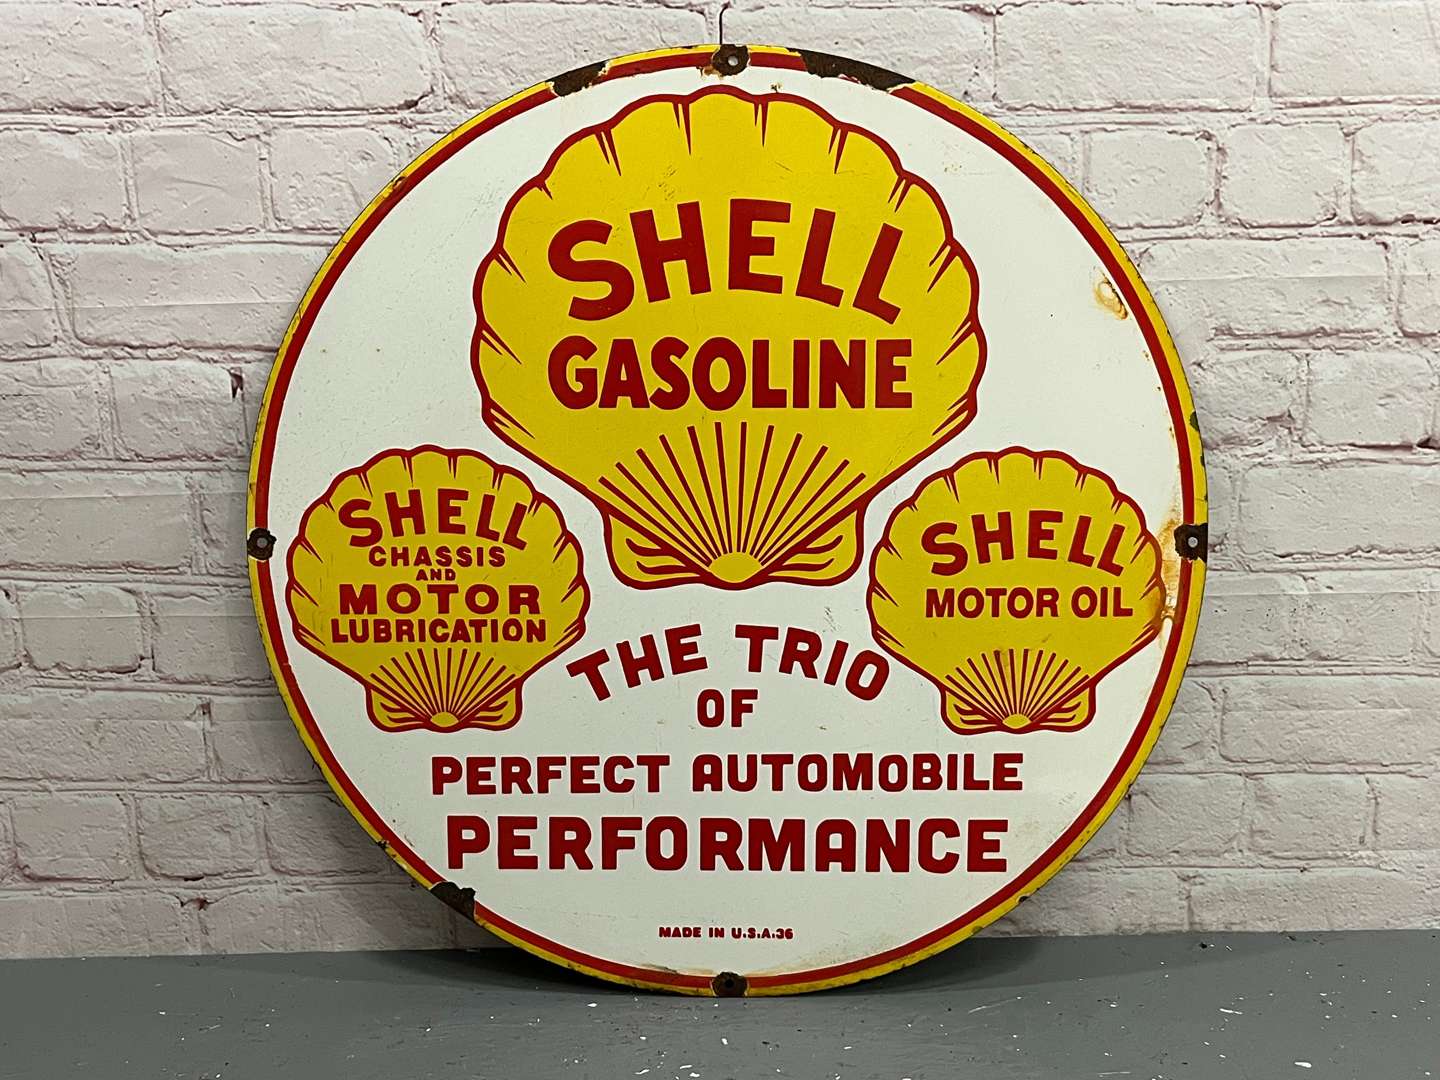 SHELL
GASOLINE
SHELL
CHASSIS
AND
MOTOR
LUBRICATION
SHELL
MOTOR OIL
THE TRIO
OF
PERFECT AUTOMOBILE
PERFORMANCE
MADE IN U.S.A.36